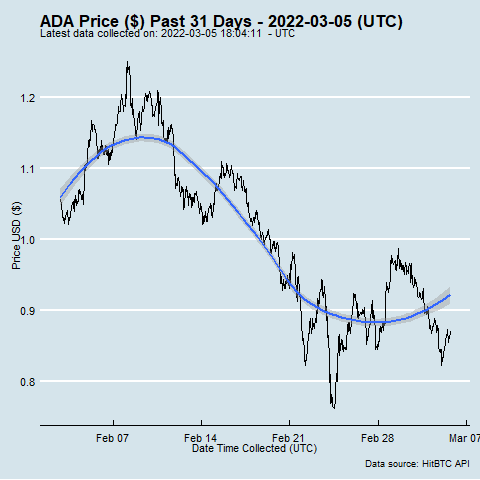 ADA Price ($) Past 31 Days - 2022-03-05 (UTC)
Latest data collected on: 2022-03-05 18:04:11  - UTC
1.2
1.1
1.0
0.9
0.8
Price USD ($)
Feb 07 Feb 14 Feb 21 Feb 28 Mar 07
Date Time Collected (UTC)
Data source: HitBTC API